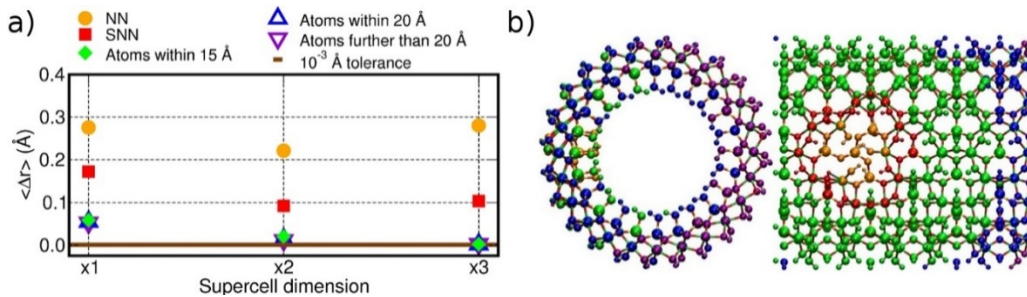 a)
NN
SNN
Atoms within 15 Å
Atoms within 20 Å
Atoms further than 20 Å
10⁻³ Å tolerance
<Δr> (Å)
0.4
0.3
0.2
0.1
0.0
x1 x2 x3
Supercell dimension
b)